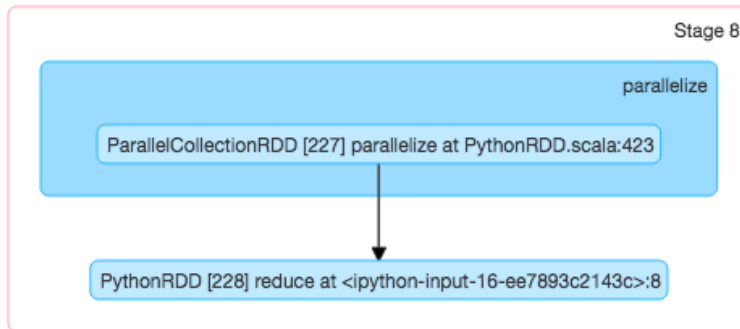 Stage 8
parallelize
ParallelCollectionRDD [227] parallelize at PythonRDD.scala:423
PythonRDD [228] reduce at <ipython-input-16-ee7893c2143c>:8